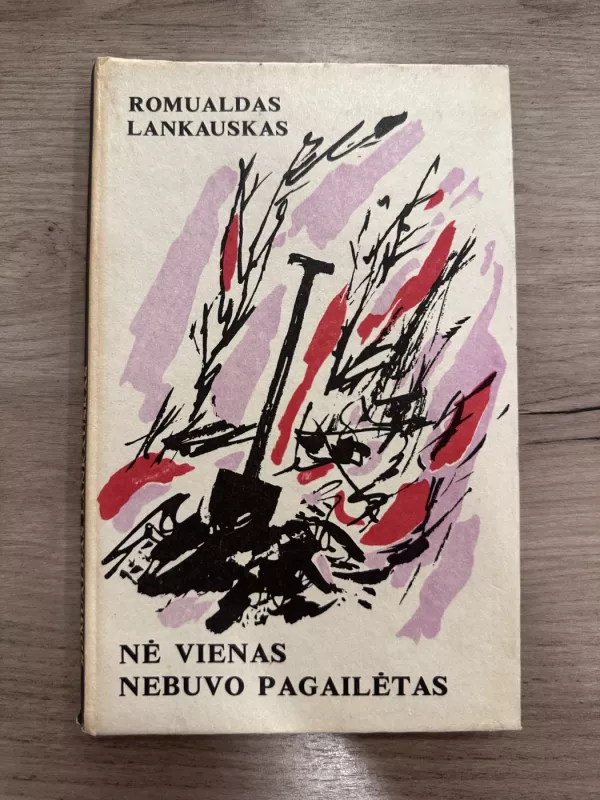 ROMUALDAS
LANKAUSKAS
NĖ VIENAS
NEBUVO PAGAILĖTAS